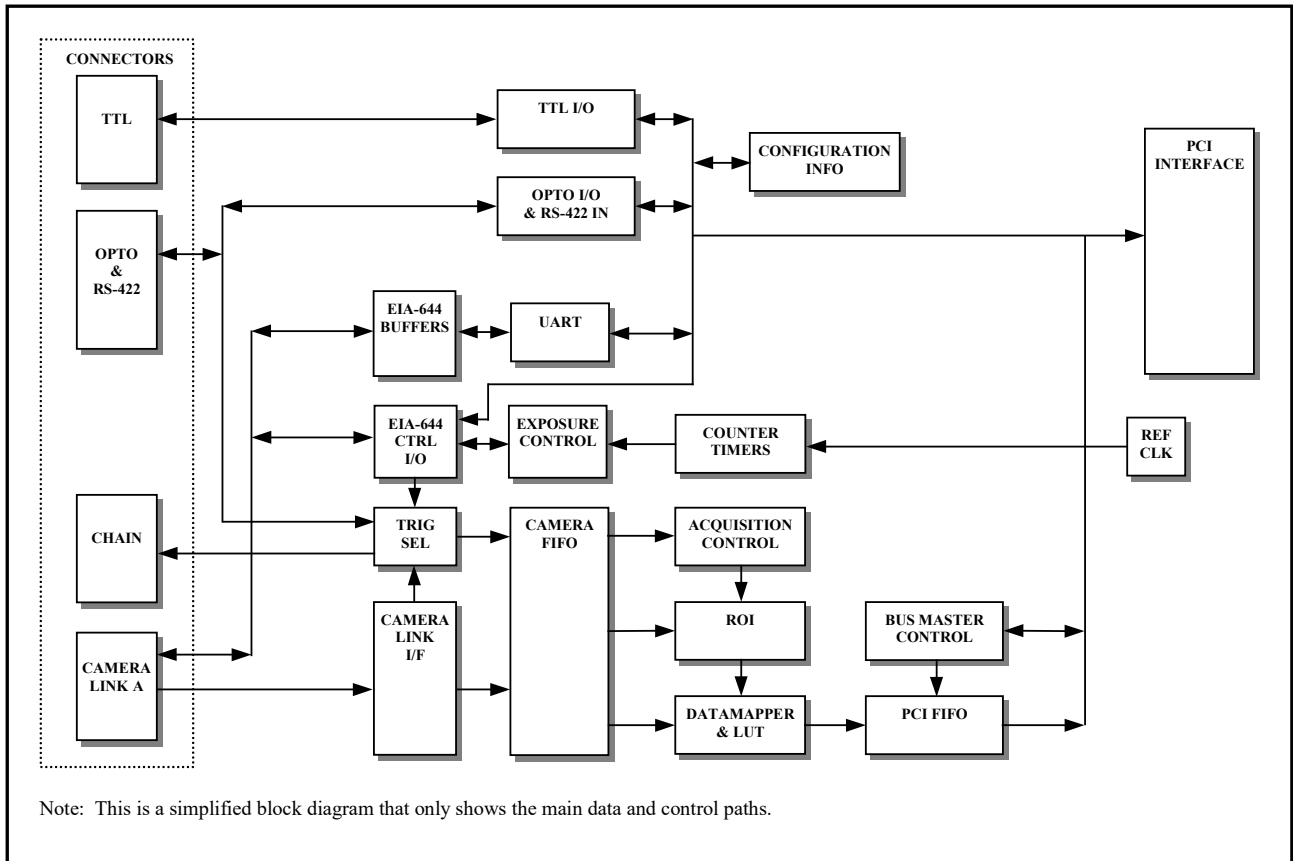 CONNECTORS
TTL
TTL I/O
CONFIGURATION
INFO
PCI
INTERFACE
OPTO I/O
& RS-422 IN
OPTO
&
RS-422
EIA-644
BUFFERS
UART
EIA-644
CTRL
I/O
EXPOSURE
CONTROL
COUNTER
TIMERS
REF
CLK
CHAIN
TRIG
SEL
CAMERA
FIFO
ACQUISITION
CONTROL
CAMERA
LINK
I/F
ROI
BUS MASTER
CONTROL
CAMERA
LINK A
DATAMAPPER
& LUT
PCI FIFO
Note: This is a simplified block diagram that only shows the main data and control paths.